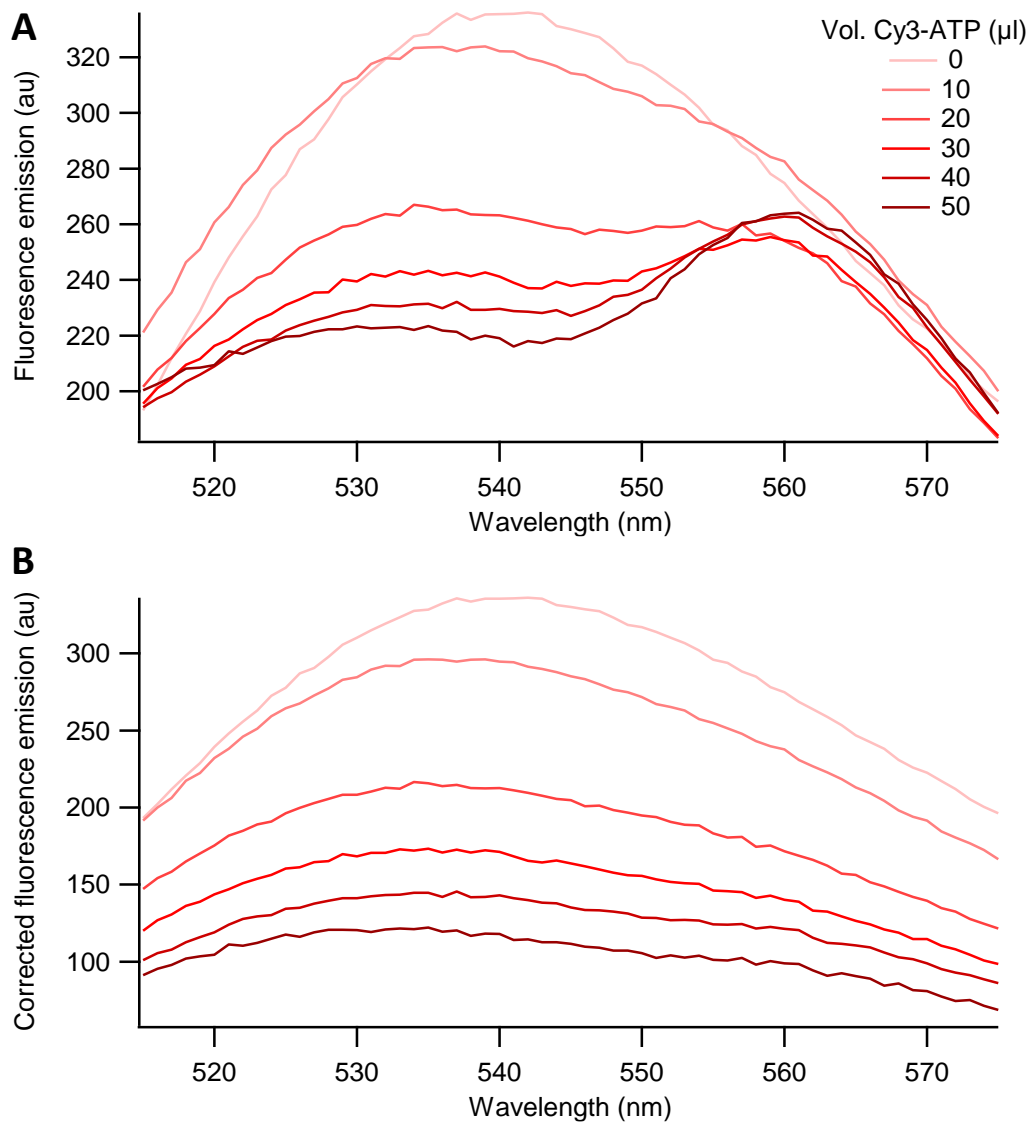 A
Fluoresence emission (au)
320
300
280
260
240
220
200
Vol. Cy3-ATP (µl)
0
10
20
30
40
50
520 530 540 550 560 570
Wavelength (nm)
B
Corrected fluorescence emission (au)
300
250
200
150
100
520 530 540 550 560 570
Wavelength (nm)